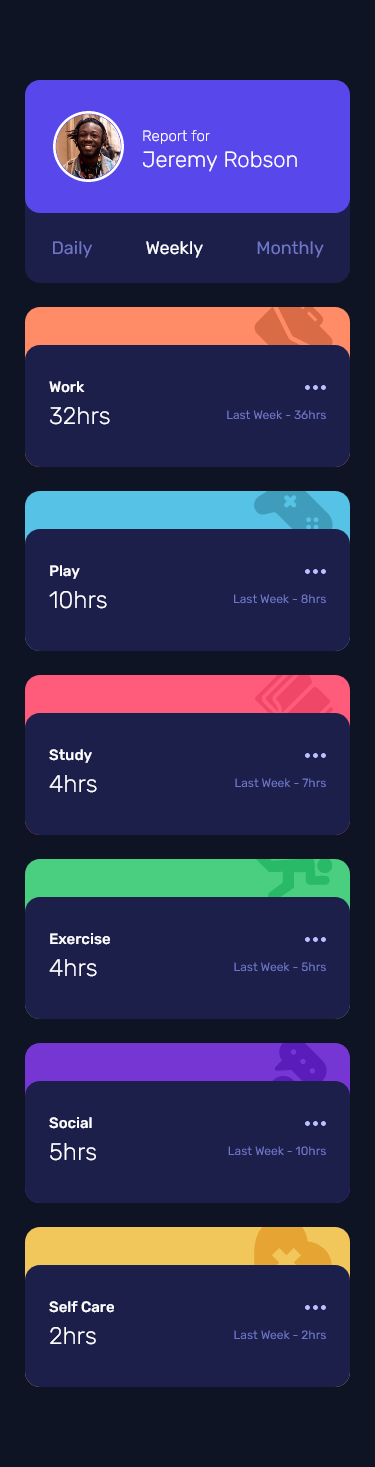 Report for
Jeremy Robson
Daily Weekly Monthly
Work
32hrs Last Week - 36hrs
Play
10hrs Last Week - 8hrs
Study
4hrs Last Week - 7hrs
Exercise
4hrs Last Week - 5hrs
Social
5hrs Last Week - 10hrs
Self Care
2hrs Last Week - 2hrs